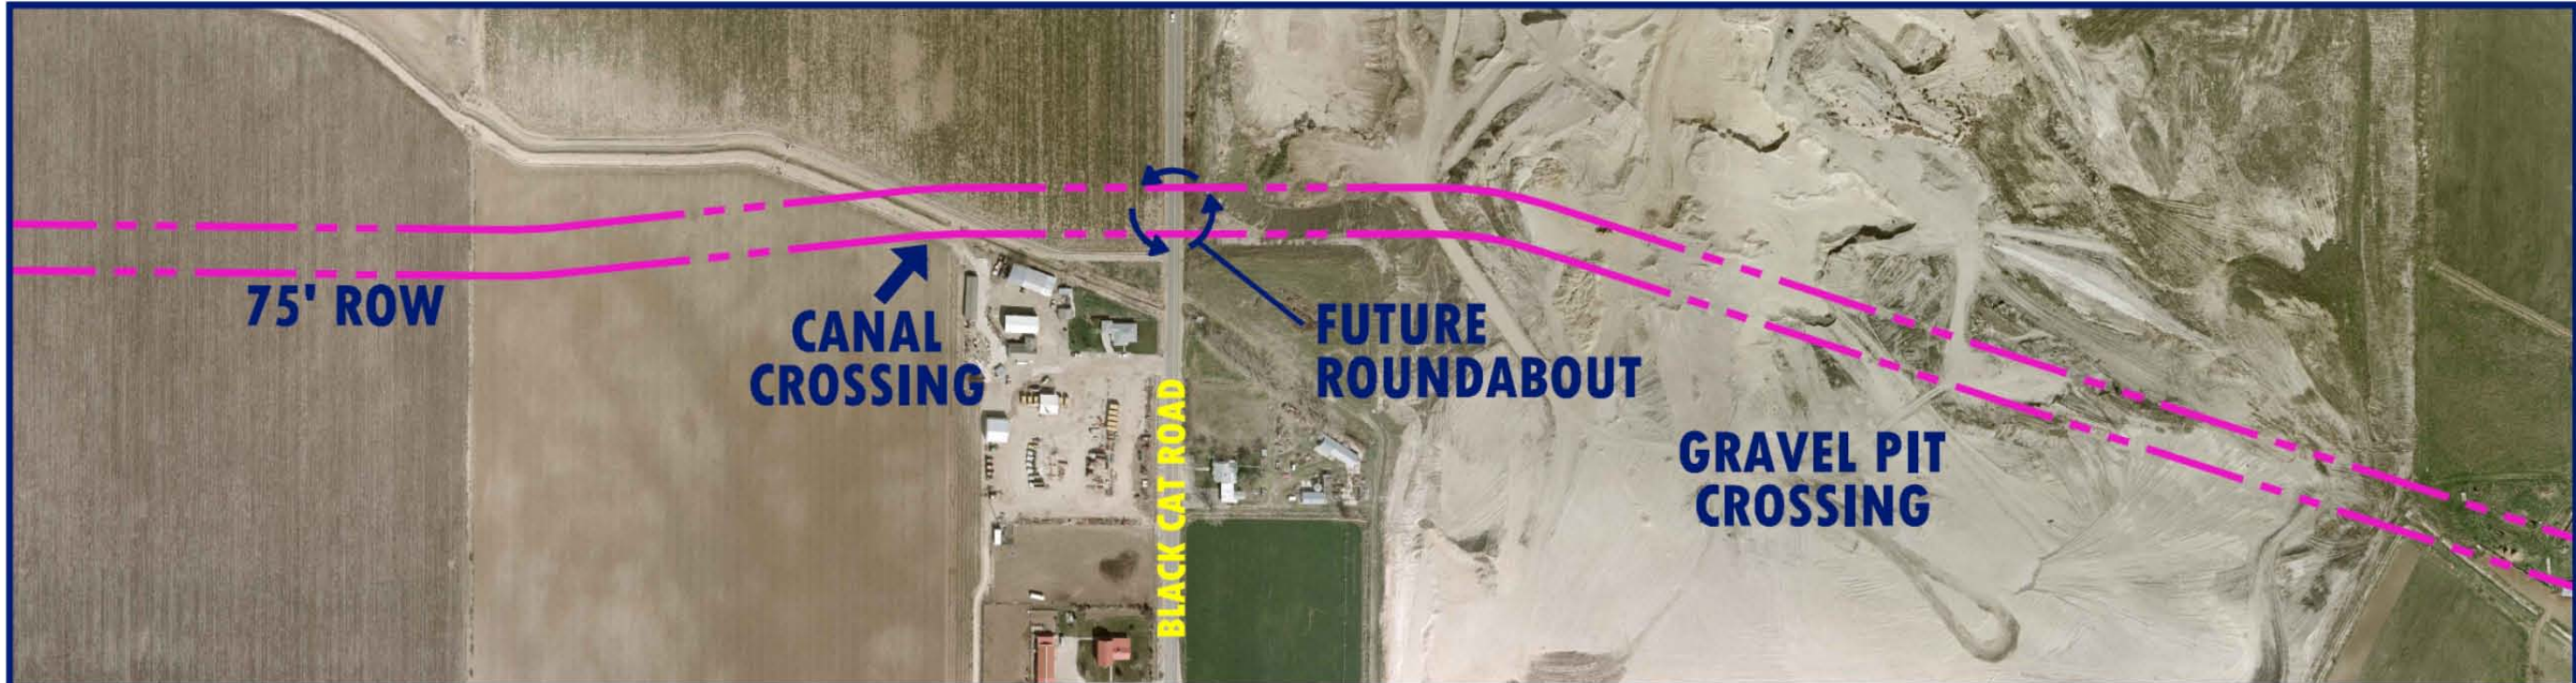 75' ROW
CANAL
CROSSING
BLACK CAT ROAD
FUTURE
ROUNDABOUT
GRAVEL PIT
CROSSING